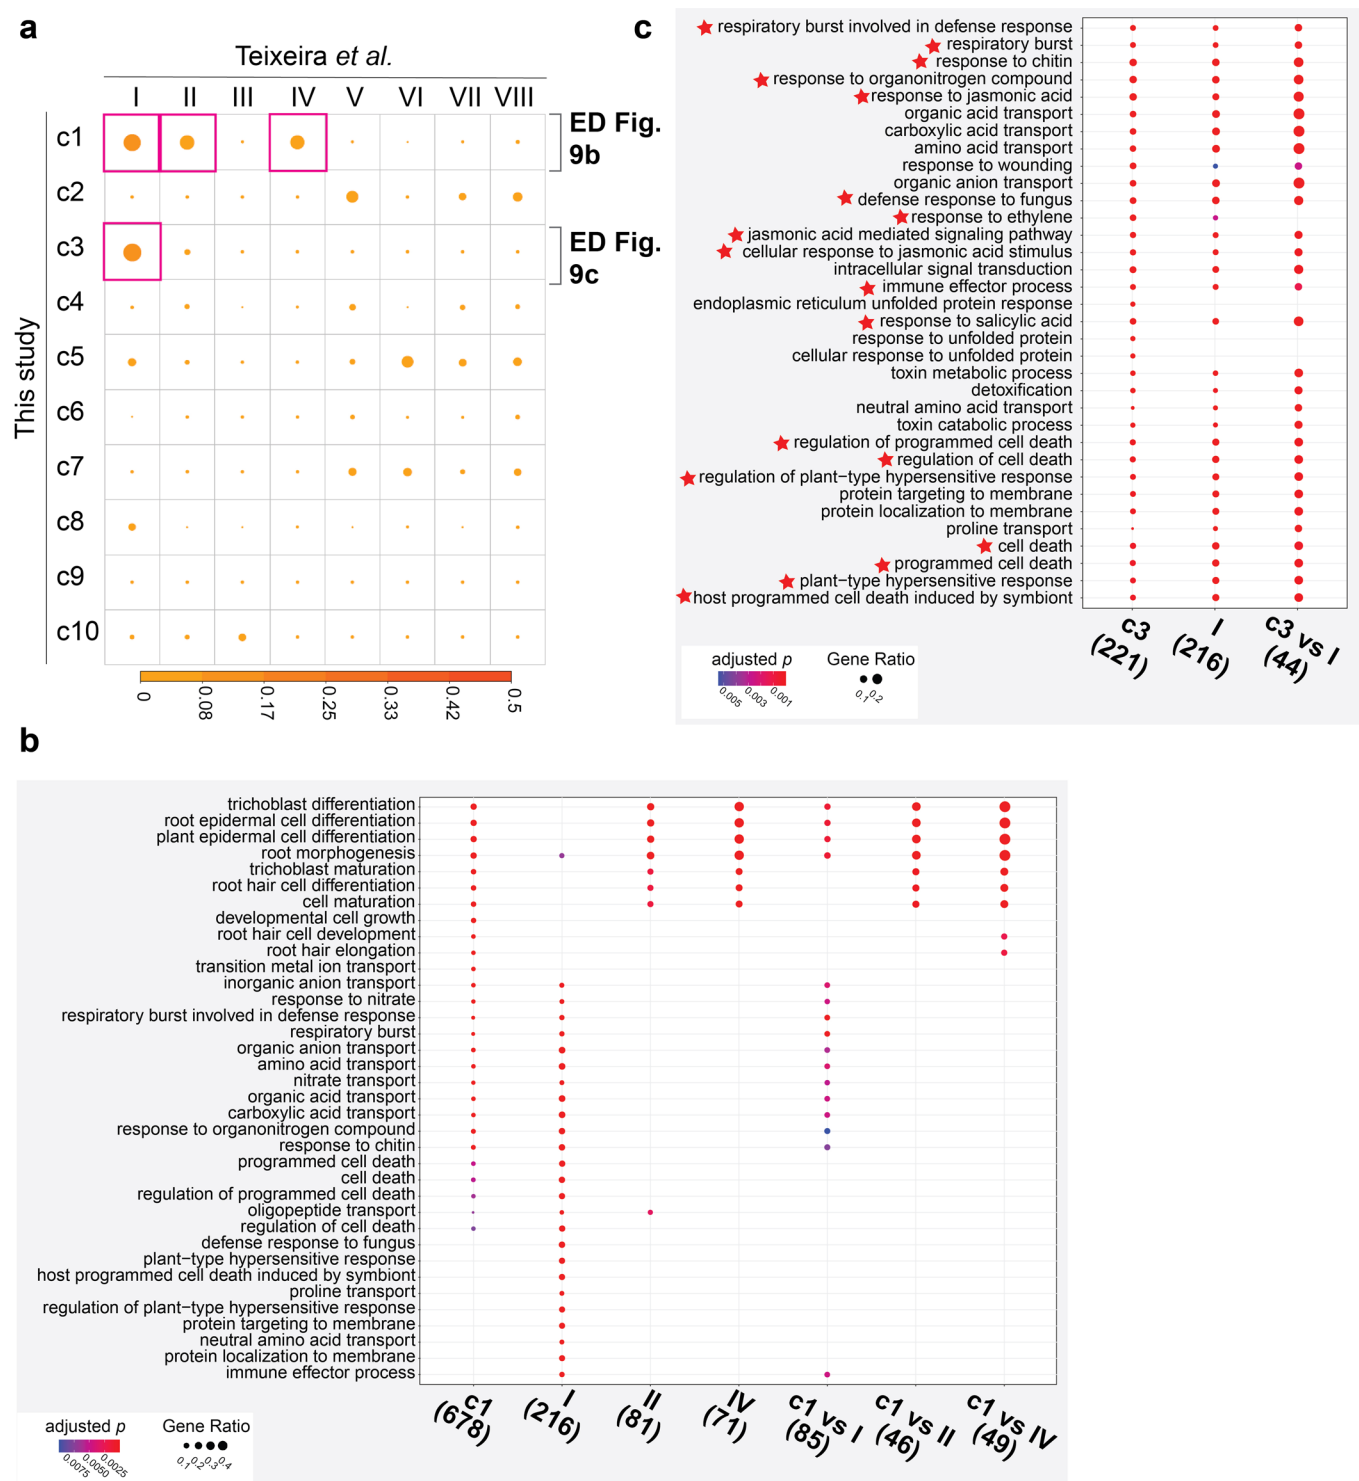 a
Teixeira et al.
I II III IV V VI VII VIII
This study
c1
c2
c3
c4
c5
c6
c7
c8
c9
c10
ED Fig.
9b
ED Fig.
9c
0 0.08 0.17 0.25 0.33 0.42 0.5
c
respiratory burst involved in defense response
respiratory burst
response to chitin
response to organonitrogen compound
response to jasmonic acid
organic acid transport
carboxylic acid transport
amino acid transport
response to wounding
organic anion transport
defense response to fungus
response to ethylene
jasmonic acid mediated signaling pathway
cellular response to jasmonic acid stimulus
intracellular signal transduction
immune effector process
endoplasmic reticulum unfolded protein response
response to salicylic acid
response to unfolded protein
cellular response to unfolded protein
toxin metabolic process
detoxification
neutral amino acid transport
toxin catabolic process
regulation of programmed cell death
regulation of cell death
regulation of plant−type hypersensitive response
protein targeting to membrane
protein localization to membrane
proline transport
cell death
programmed cell death
plant−type hypersensitive response
host programmed cell death induced by symbiont
c3
(221)
I
(216)
c3 vs I
(44)
adjusted p
0.005 0.003 0.001
Gene Ratio
0.1 0.2
b
trichoblast differentiation
root epidermal cell differentiation
plant epidermal cell differentiation
root morphogenesis
trichoblast maturation
root hair cell differentiation
cell maturation
developmental cell growth
root hair cell development
root hair elongation
transition metal ion transport
inorganic anion transport
response to nitrate
respiratory burst involved in defense response
respiratory burst
organic anion transport
amino acid transport
nitrate transport
organic acid transport
carboxylic acid transport
response to organonitrogen compound
response to chitin
programmed cell death
cell death
regulation of programmed cell death
oligopeptide transport
regulation of cell death
defense response to fungus
plant−type hypersensitive response
host programmed cell death induced by symbiont
proline transport
regulation of plant−type hypersensitive response
protein targeting to membrane
neutral amino acid transport
protein localization to membrane
immune effector process
c1
(678)
I
(216)
II
(81)
IV
(71)
c1 vs I
(85)
c1 vs II
(46)
c1 vs IV
(49)
adjusted p
0.0075 0.0050 0.0025
Gene Ratio
0.1 0.2 0.3 0.4